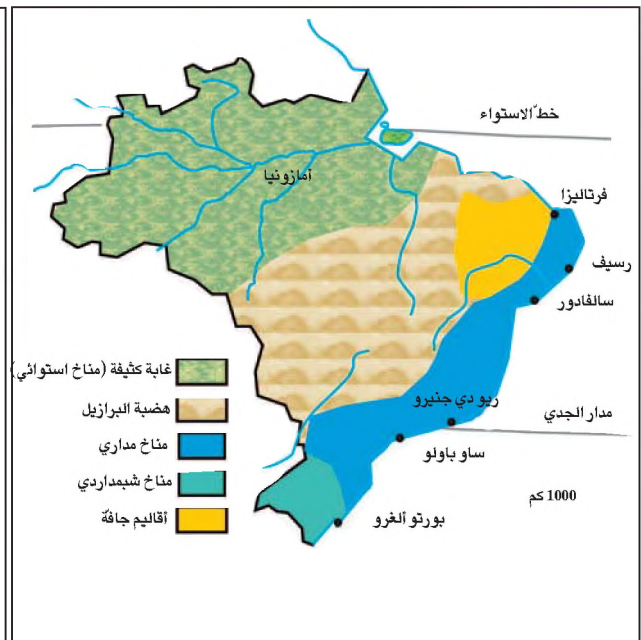 خطّ الاستواء
أمازونيا
فرتاليزا
رسيف
سالفادور
غابة كثيفة (مناخ استوائي)
هضبة البرازيل
مناخ مداري
مناخ شبمداردي
أقاليم جافّة
ريو دي جنيرو
مدار الجدي
ساو باولو
1000 كم
بورتو ألغرو